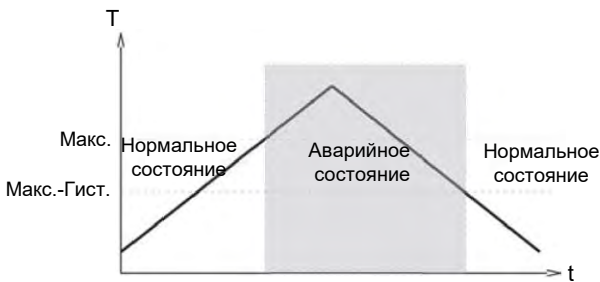 T
Макс.
Нормальное
состояние
Аварийное
состояние
Нормальное
состояние
Макс.-Гист.
t